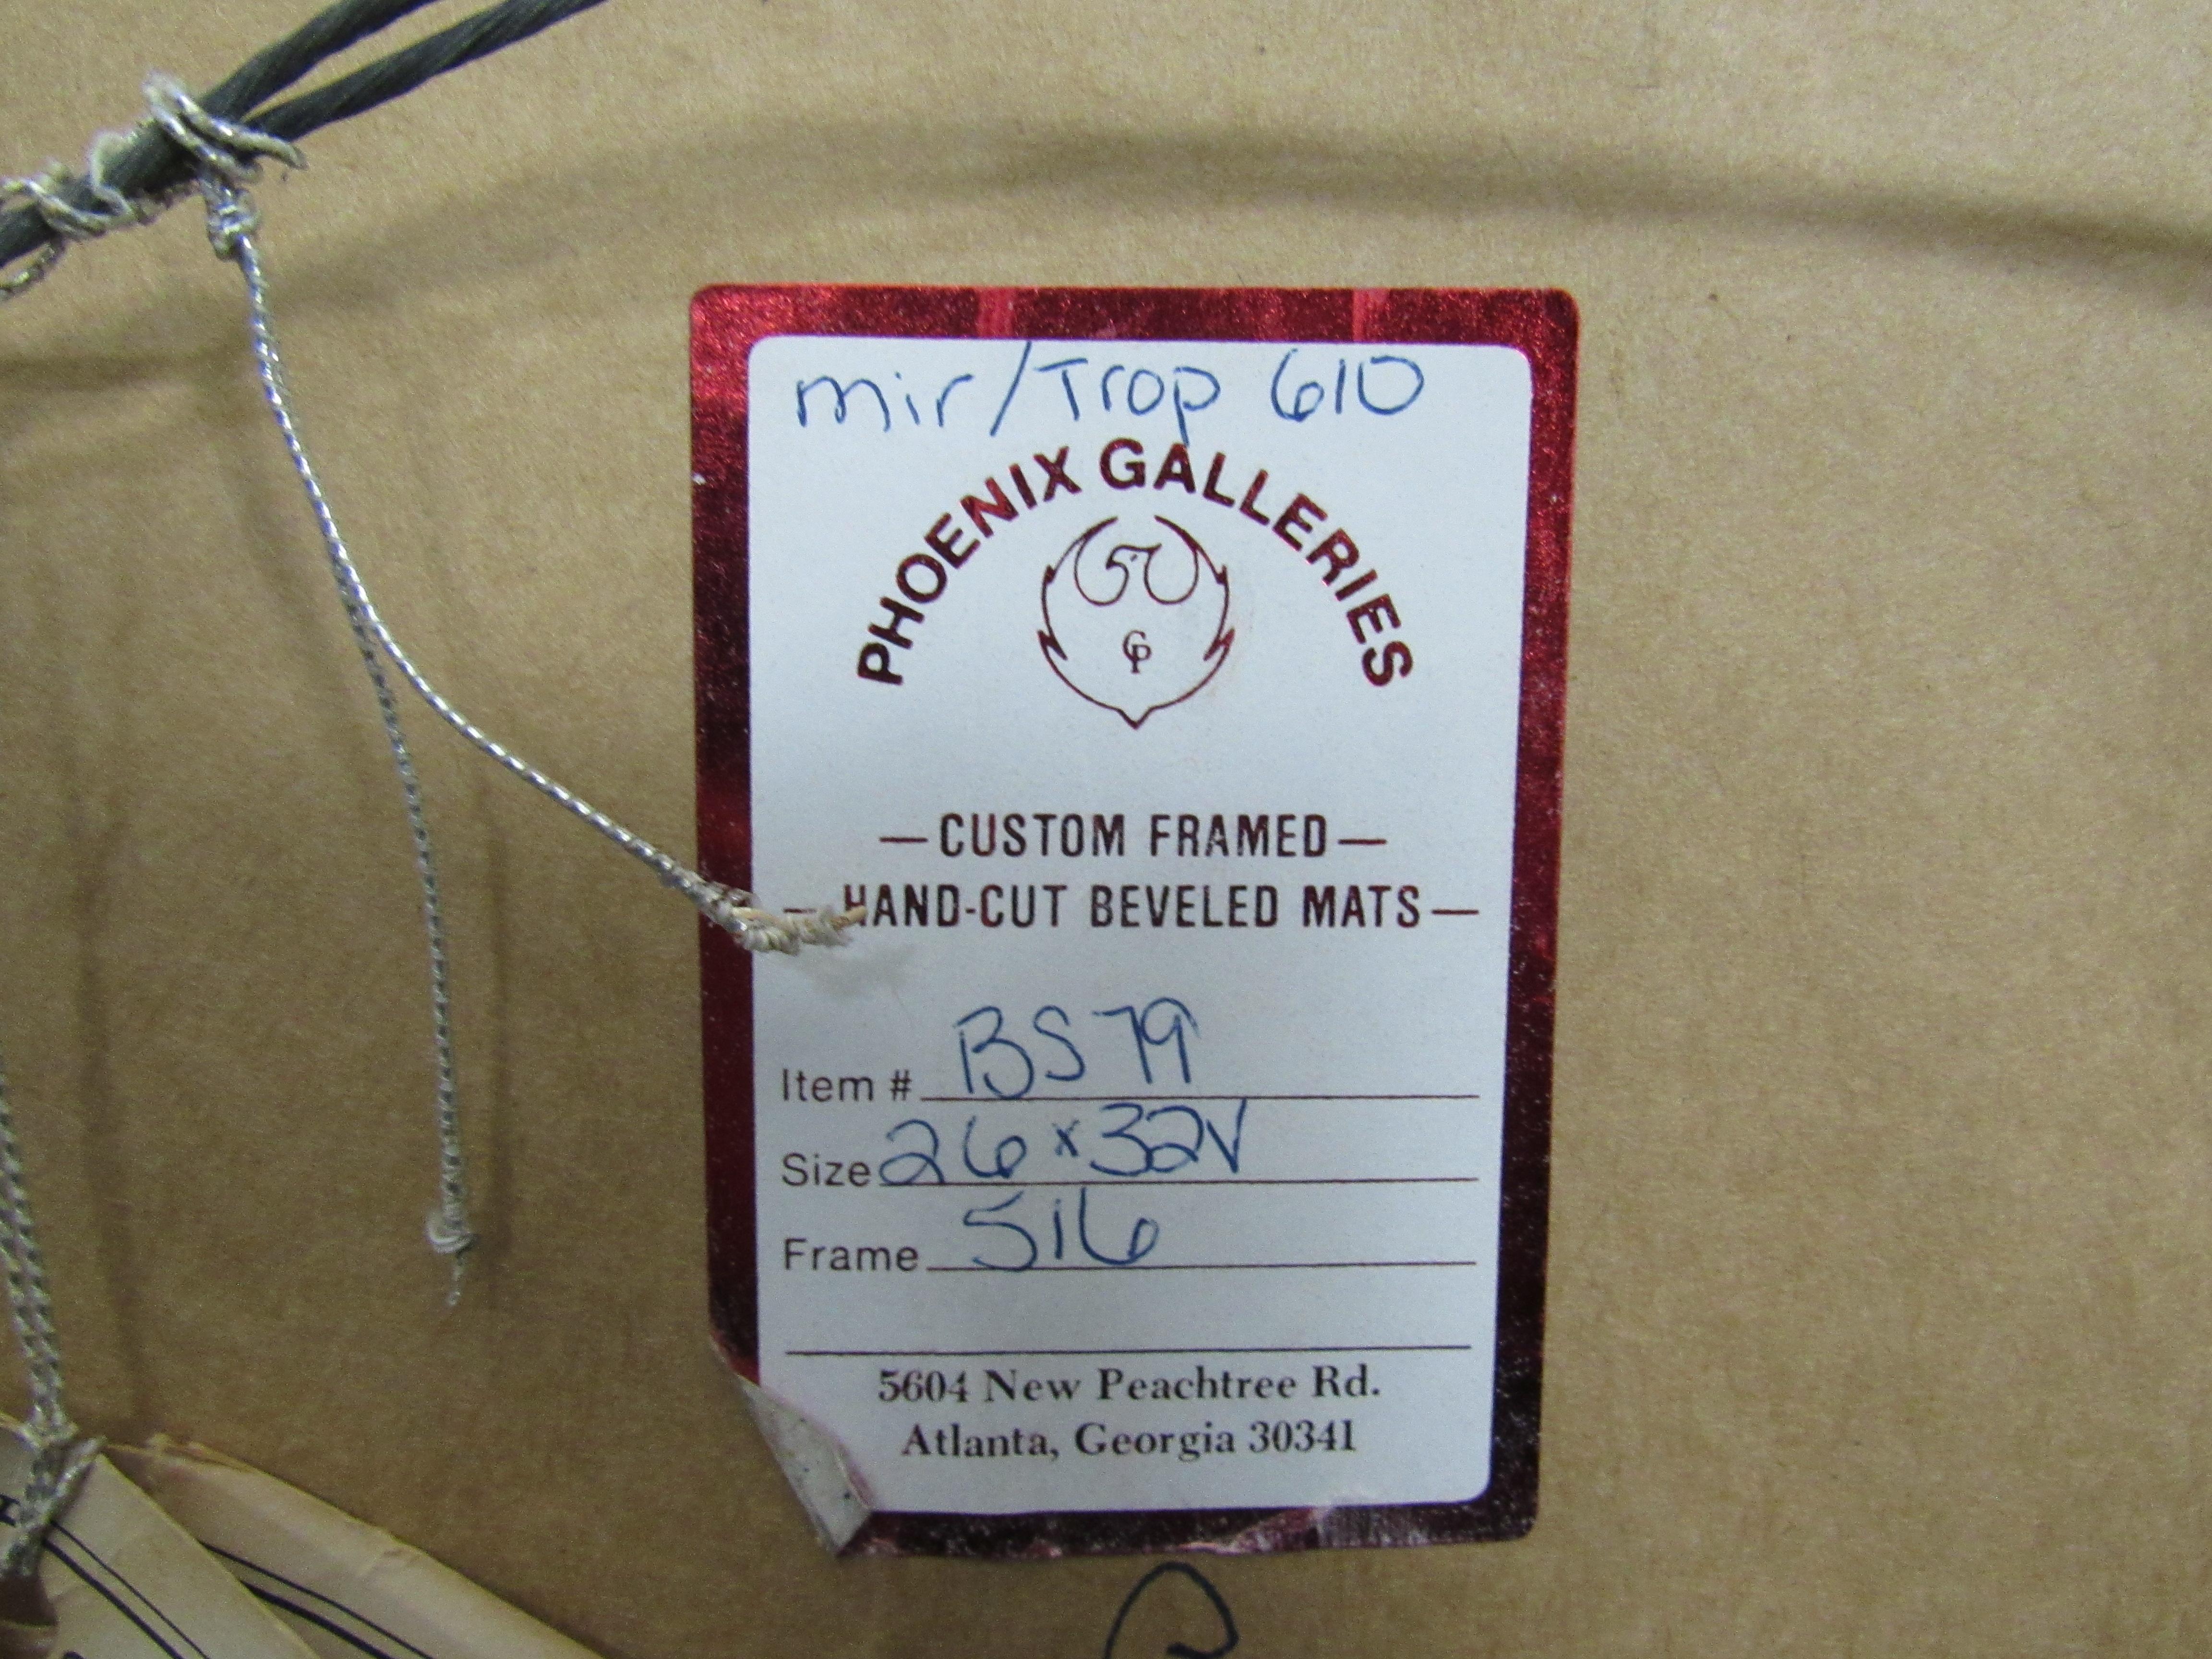 mir/Trop 610
PHOENIX GALLERIES
GP
— CUSTOM FRAMED —
— HAND-CUT BEVELED MATS —
Item # BS79
Size 26x32V
Frame 516
5604 New Peachtree Rd.
Atlanta, Georgia 30341